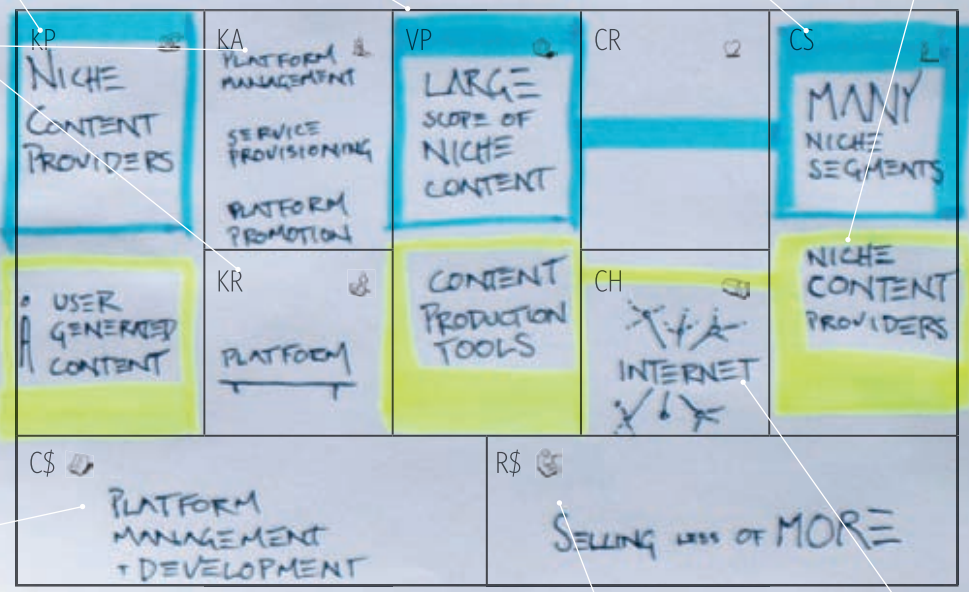 KP
NICHE
CONTENT
PROVIDERS
USER
GENERATED
CONTENT
KA
PLATFORM
MANAGEMENT
SERVICE
PROVISIONING
PLATFORM
PROMOTION
KR
PLATFORM
VP
LARGE
SCOPE OF
NICHE
CONTENT
CONTENT
PRODUCTION
TOOLS
CR
CH
INTERNET
CS
MANY
NICHE
SEGMENTS
NICHE
CONTENT
PROVIDERS
C$
PLATFORM
MANAGEMENT
+ DEVELOPMENT
R$
SELLING LESS OF MORE